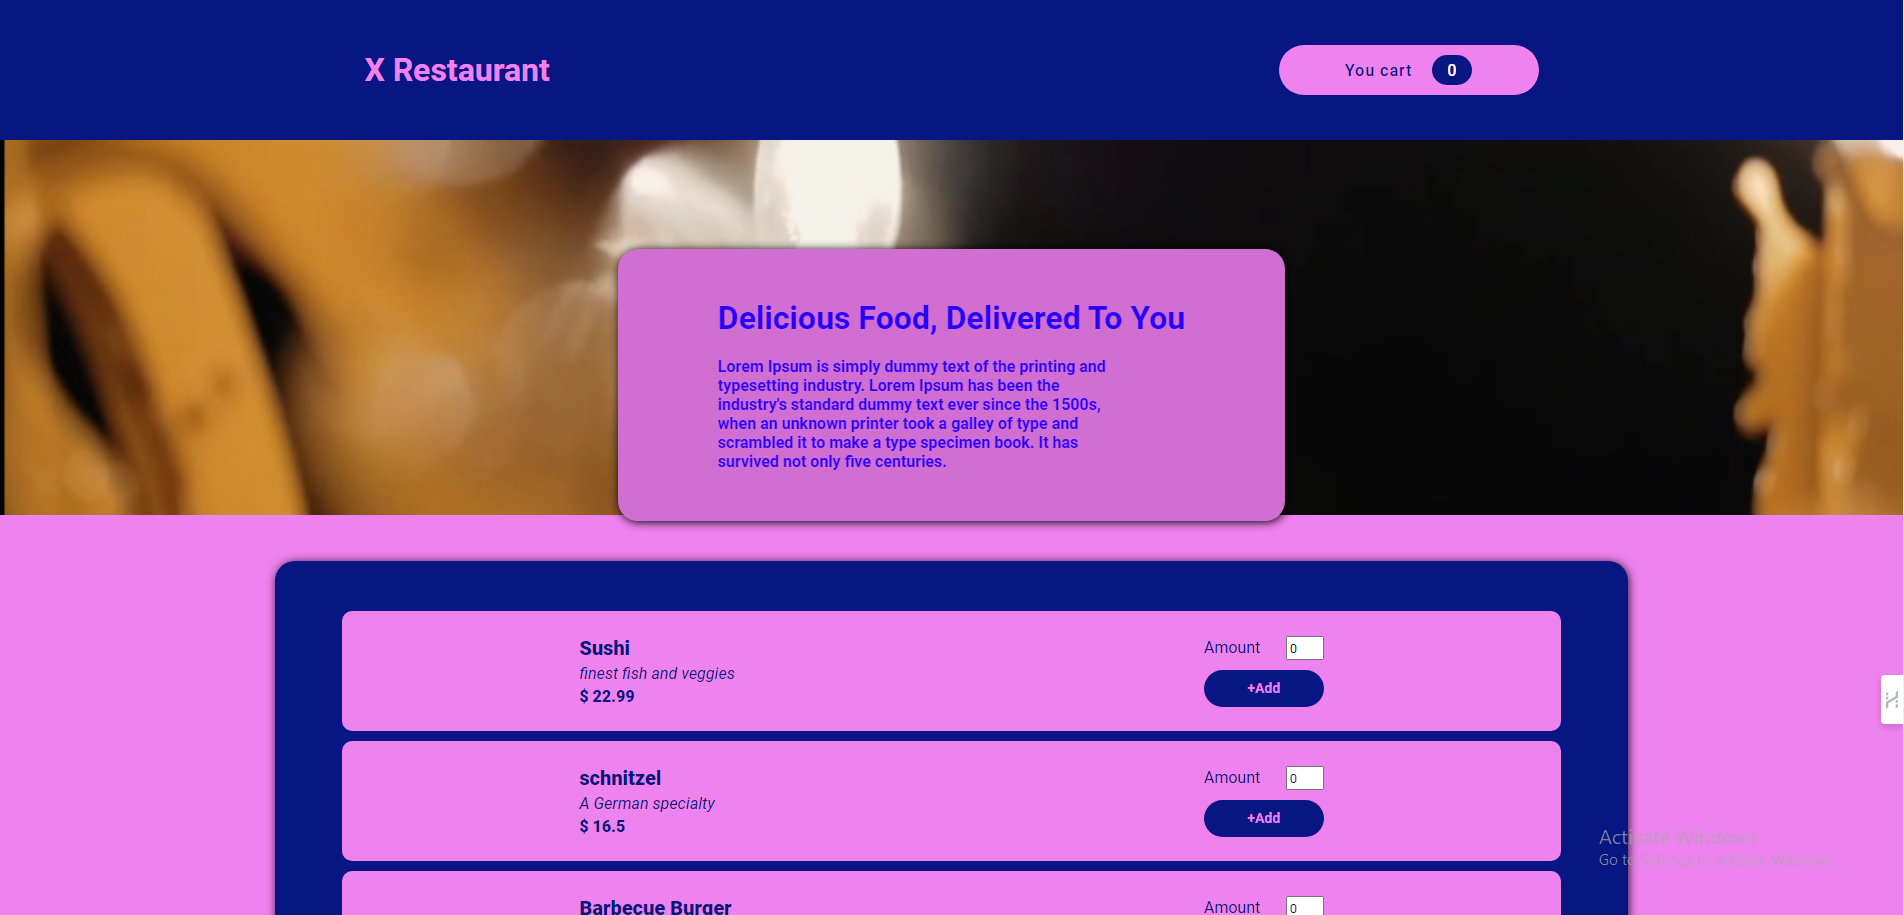 X Restaurant
You cart 0
Delicious Food, Delivered To You
Lorem Ipsum is simply dummy text of the printing and
typesetting industry. Lorem Ipsum has been the
industry's standard dummy text ever since the 1500s,
when an unknown printer took a galley of type and
scrambled it to make a type specimen book. It has
survived not only five centuries.
Sushi
finest fish and veggies
$ 22.99
Amount 0
+Add
schnitzel
A German specialty
$ 16.5
Amount 0
+Add
Barbecue Burger
Amount 0
Activate Windows
Go to Settings to activate Windows.